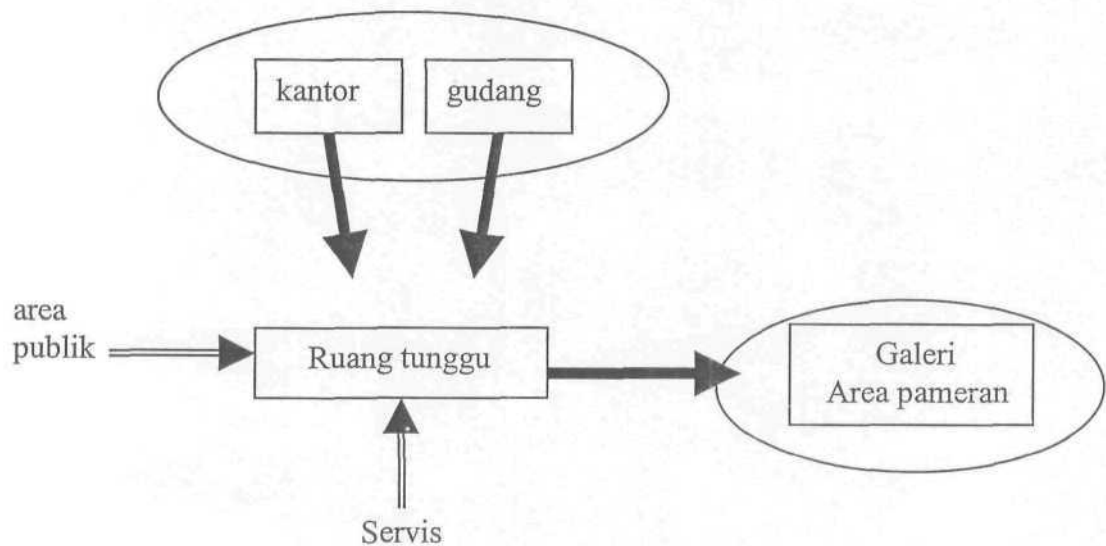 kantor
gudang
area
publik
Ruang tunggu
Galeri
Area pameran
Servis